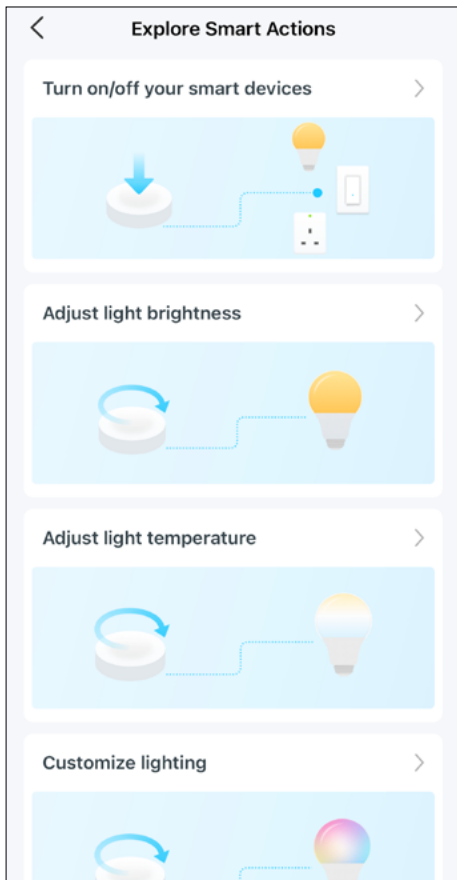 Explore Smart Actions
Turn on/off your smart devices
Adjust light brightness
Adjust light temperature
Customize lighting